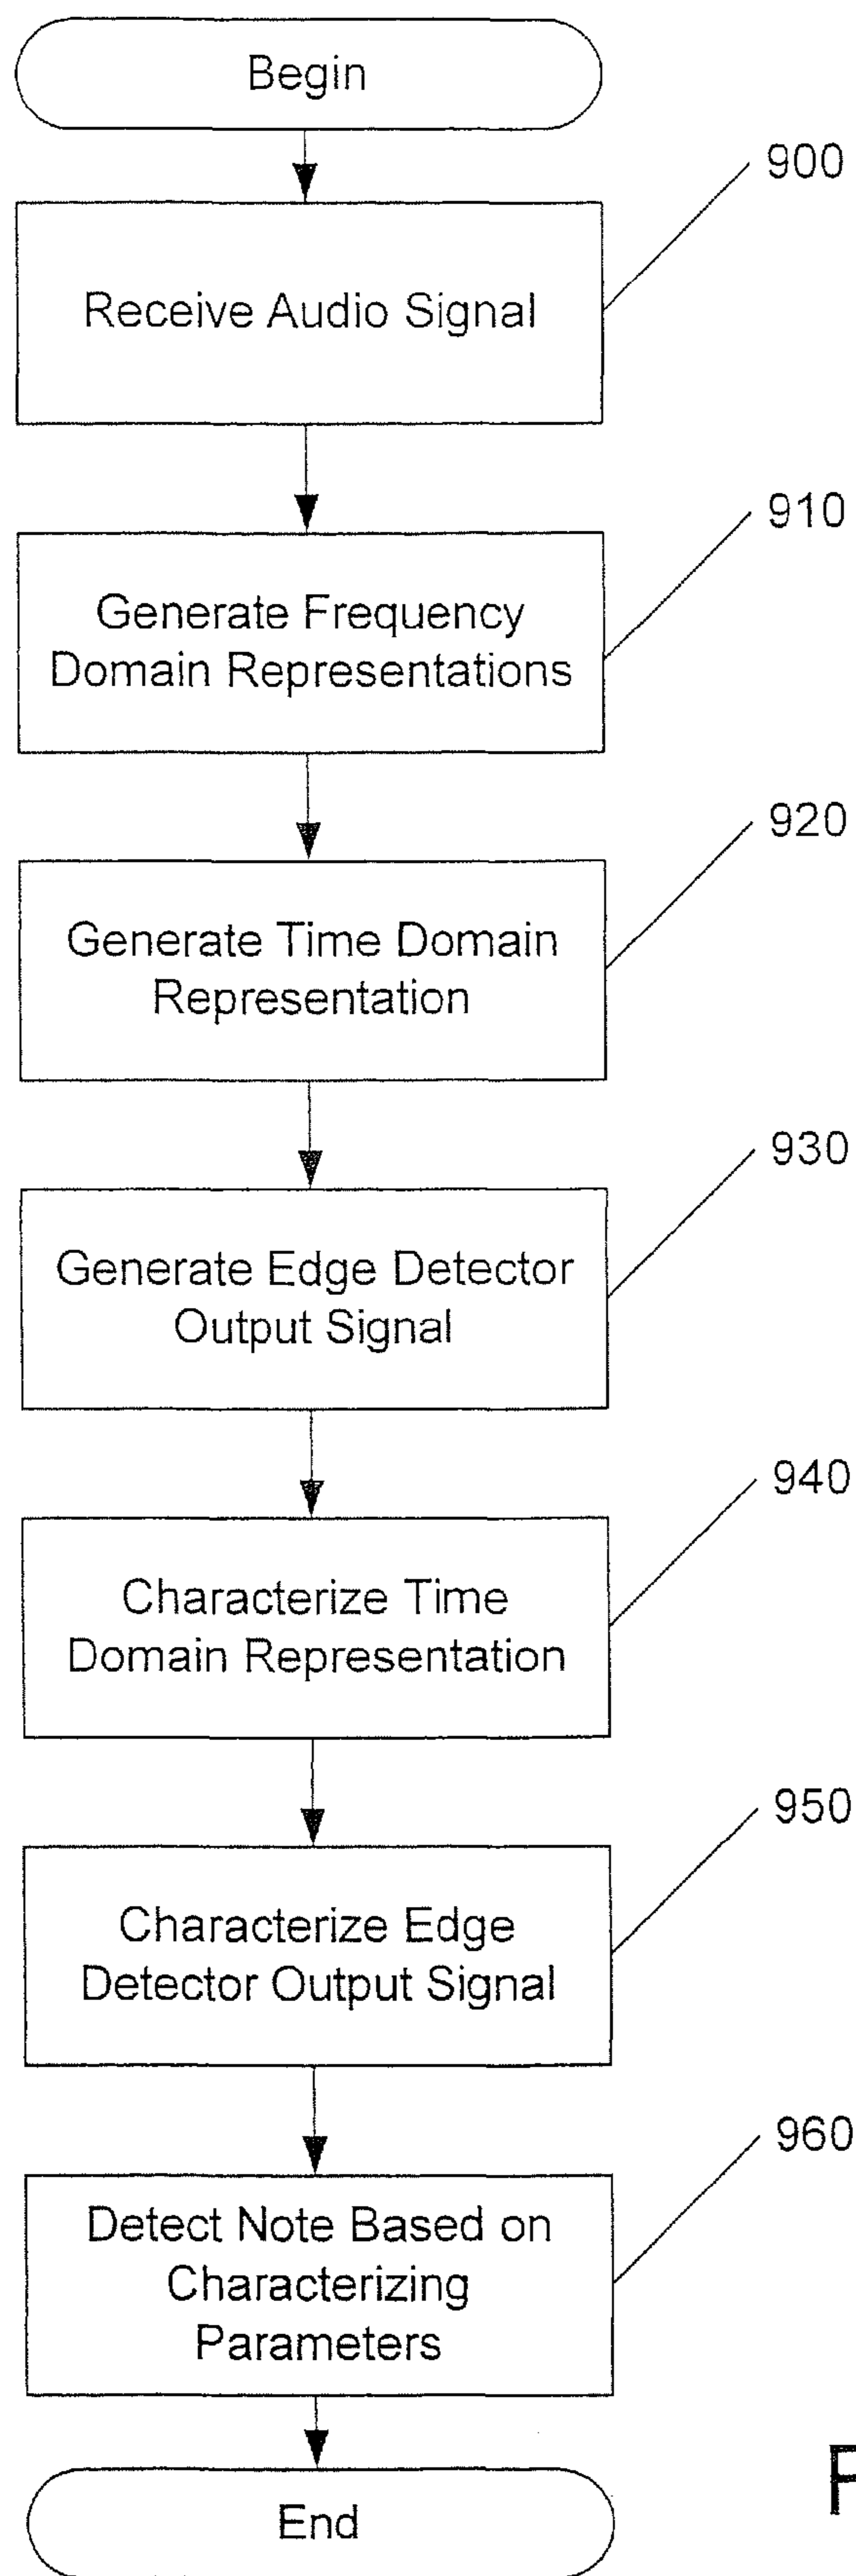 Begin
900
Receive Audio Signal
910
Generate Frequency
Domain Representations
920
Generate Time Domain
Representation
930
Generate Edge Detector
Output Signal
940
Characterize Time
Domain Representation
950
Characterize Edge
Detector Output Signal
960
Detect Note Based on
Characterizing
Parameters
End